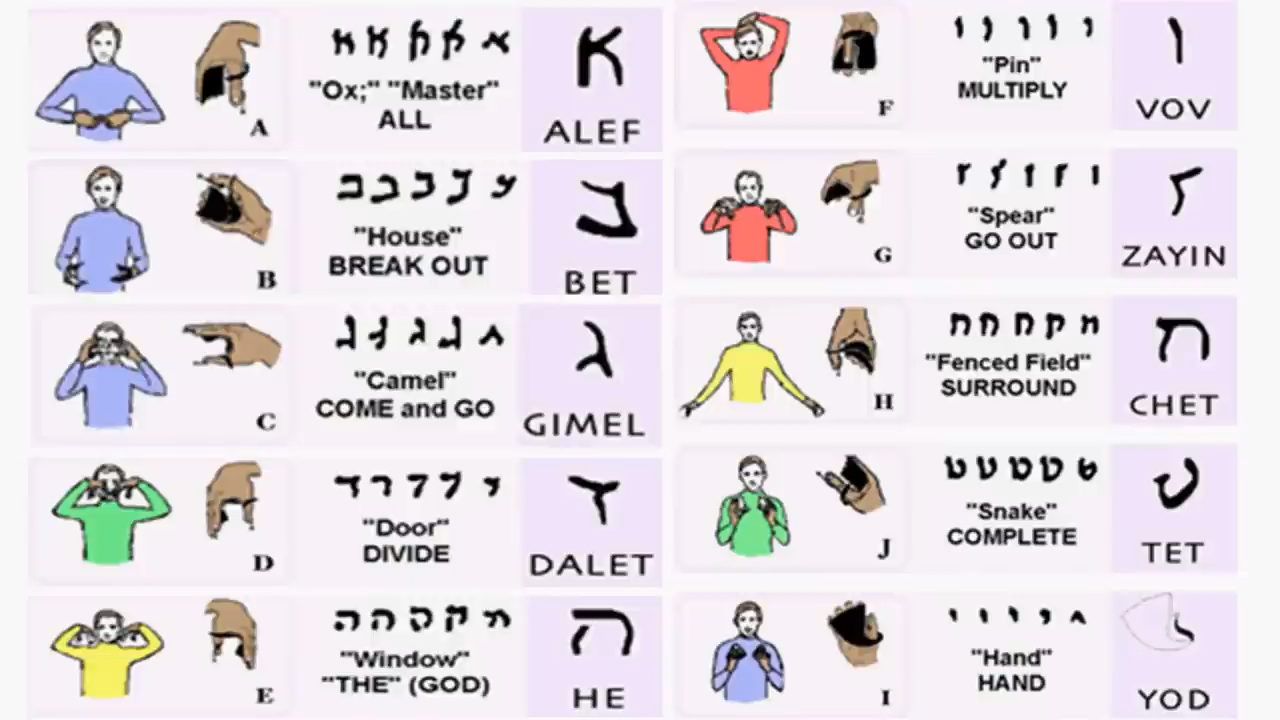 א א א א א
"Ox;" "Master"
ALL
A
א
ALEF
ב ב ב ב ב
"House"
BREAK OUT
B
ב
BET
ג ג ג ג ג
"Camel"
COME and GO
C
ג
GIMEL
ד ד ד ד ד
"Door"
DIVIDE
D
ד
DALET
ה ה ה ה ה
"Window"
"THE" (GOD)
E
ה
HE
ו ו ו ו ו
"Pin"
MULTIPLY
F
ו
VOV
ז ז ז ז ז
"Spear"
GO OUT
G
ז
ZAYIN
ח ח ח ח ח
"Fenced Field"
SURROUND
H
ח
CHET
ט ט ט ט ט
"Snake"
COMPLETE
J
ט
TET
י י י י י
"Hand"
HAND
I
י
YOD